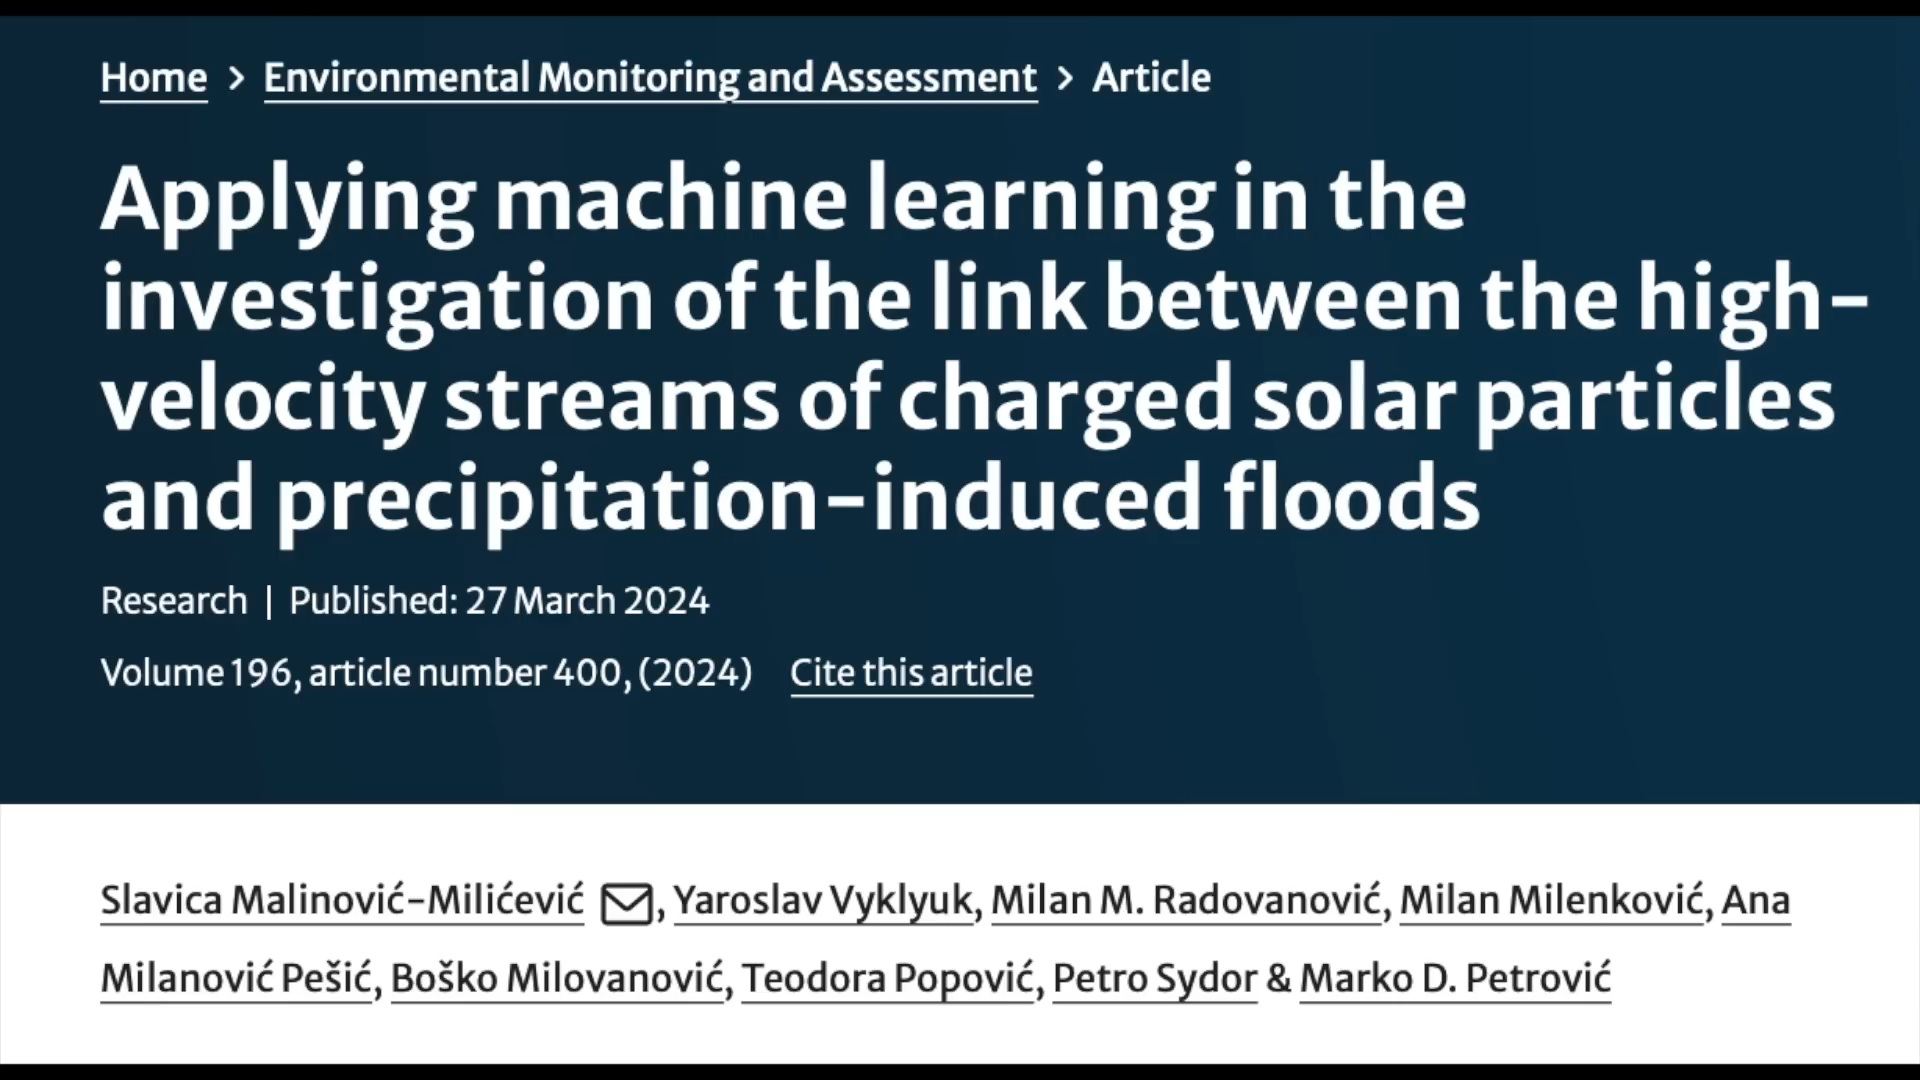 Home > Environmental Monitoring and Assessment > Article
Applying machine learning in the
investigation of the link between the high-
velocity streams of charged solar particles
and precipitation-induced floods
Research | Published: 27 March 2024
Volume 196, article number 400, (2024) Cite this article
Slavica Malinović-Milićević, Yaroslav Vyklyuk, Milan M. Radovanović, Milan Milenković, Ana
Milanović Pešić, Boško Milovanović, Teodora Popović, Petro Sydor & Marko D. Petrović